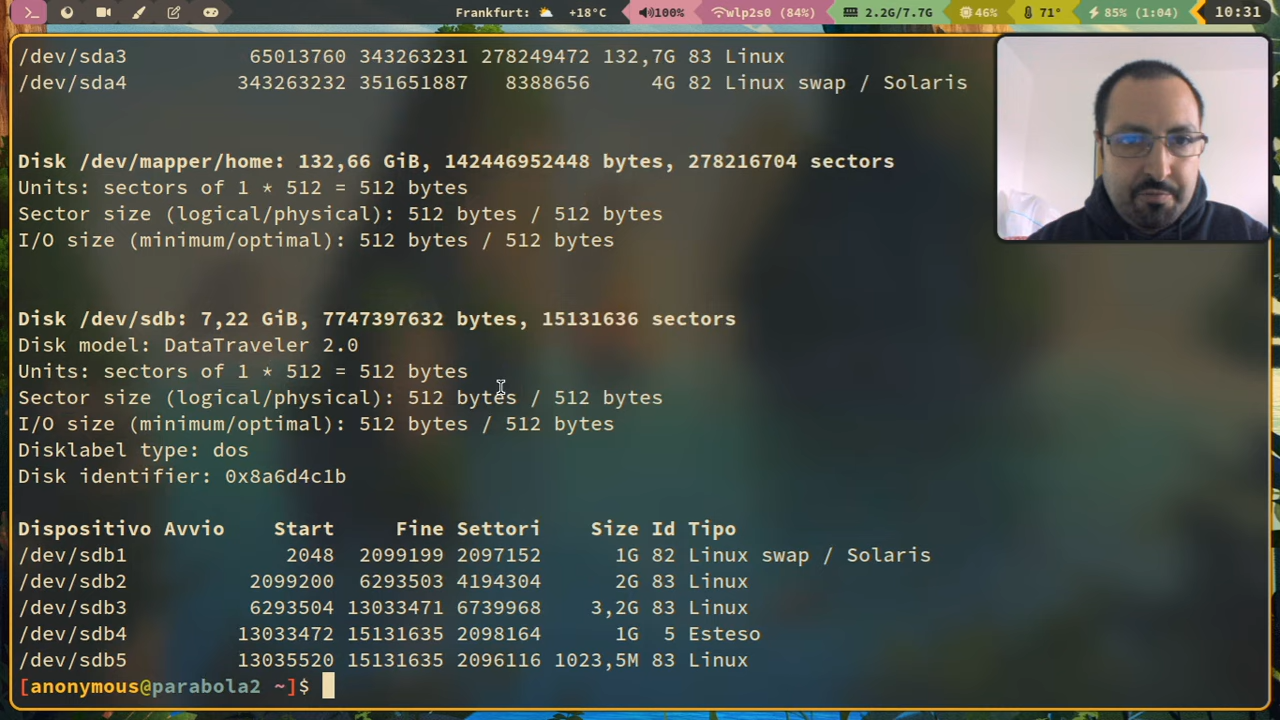 Frankfurt: +18°C 100% wlp2s0 (84%) 2.2G/7.7G 46% 71° 85% (1:04) 10:31
/dev/sda3 65013760 343263231 278249472 132,7G 83 Linux
/dev/sda4 343263232 351651887 8388656 4G 82 Linux swap / Solaris
Disk /dev/mapper/home: 132,66 GiB, 142446952448 bytes, 278216704 sectors
Units: sectors of 1 * 512 = 512 bytes
Sector size (logical/physical): 512 bytes / 512 bytes
I/O size (minimum/optimal): 512 bytes / 512 bytes
Disk /dev/sdb: 7,22 GiB, 7747397632 bytes, 15131636 sectors
Disk model: DataTraveler 2.0
Units: sectors of 1 * 512 = 512 bytes
Sector size (logical/physical): 512 bytes / 512 bytes
I/O size (minimum/optimal): 512 bytes / 512 bytes
Disklabel type: dos
Disk identifier: 0x8a6d4c1b
Dispositivo Avvio Start Fine Settori Size Id Tipo
/dev/sdb1 2048 2099199 2097152 1G 82 Linux swap / Solaris
/dev/sdb2 2099200 6293503 4194304 2G 83 Linux
/dev/sdb3 6293504 13033471 6739968 3,2G 83 Linux
/dev/sdb4 13033472 15131635 2098164 1G 5 Esteso
/dev/sdb5 13035520 15131635 2096116 1023,5M 83 Linux
[anonymous@parabola2 ~]$